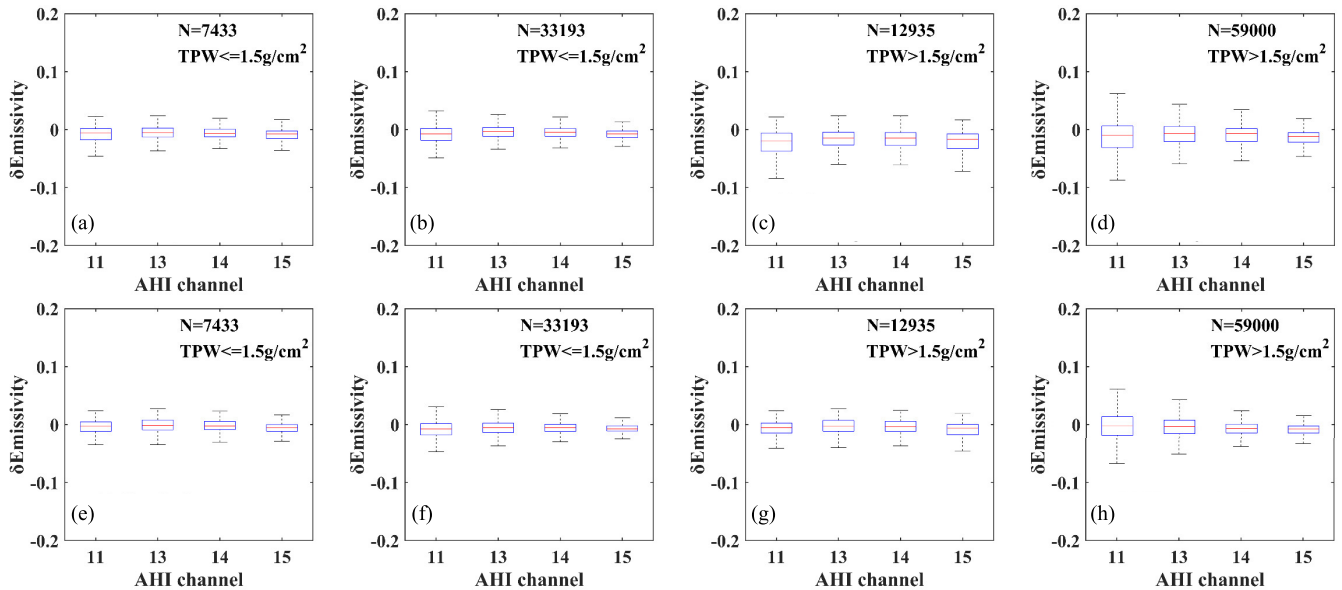 0.2
0.1
0
-0.1
-0.2
δEmissivity
N=7433
TPW<=1.5g/cm²
(a)
11 13 14 15
AHI channel
0.2
0.1
0
-0.1
-0.2
δEmissivity
N=33193
TPW<=1.5g/cm²
(b)
11 13 14 15
AHI channel
0.2
0.1
0
-0.1
-0.2
δEmissivity
N=12935
TPW>1.5g/cm²
(c)
11 13 14 15
AHI channel
0.2
0.1
0
-0.1
-0.2
δEmissivity
N=59000
TPW>1.5g/cm²
(d)
11 13 14 15
AHI channel
0.2
0.1
0
-0.1
-0.2
δEmissivity
N=7433
TPW<=1.5g/cm²
(e)
11 13 14 15
AHI channel
0.2
0.1
0
-0.1
-0.2
δEmissivity
N=33193
TPW<=1.5g/cm²
(f)
11 13 14 15
AHI channel
0.2
0.1
0
-0.1
-0.2
δEmissivity
N=12935
TPW>1.5g/cm²
(g)
11 13 14 15
AHI channel
0.2
0.1
0
-0.1
-0.2
δEmissivity
N=59000
TPW>1.5g/cm²
(h)
11 13 14 15
AHI channel